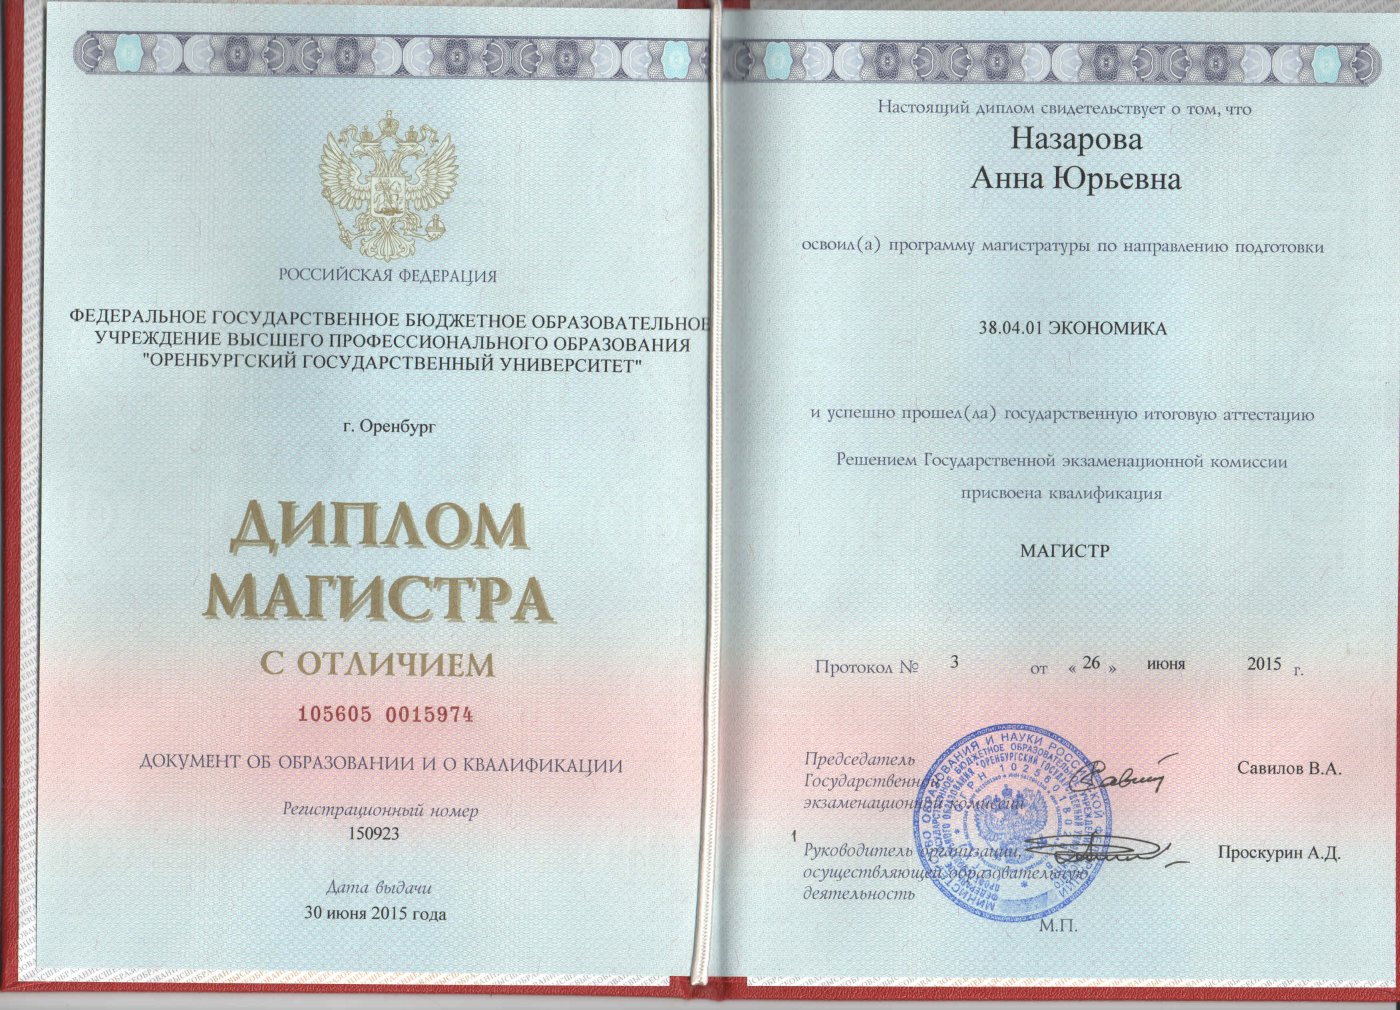 РОССИЙСКАЯ ФЕДЕРАЦИЯ
ФЕДЕРАЛЬНОЕ ГОСУДАРСТВЕННОЕ БЮДЖЕТНОЕ ОБРАЗОВАТЕЛЬНОЕ
УЧРЕЖДЕНИЕ ВЫСШЕГО ПРОФЕССИОНАЛЬНОГО ОБРАЗОВАНИЯ
"ОРЕНБУРГСКИЙ ГОСУДАРСТВЕННЫЙ УНИВЕРСИТЕТ"
г. Оренбург
ДИПЛОМ
МАГИСТРА
С ОТЛИЧИЕМ
105605 0015974
ДОКУМЕНТ ОБ ОБРАЗОВАНИИ И О КВАЛИФИКАЦИИ
Регистрационный номер
150923
Дата выдачи
30 июня 2015 года
Настоящий диплом свидетельствует о том, что
Назарова
Анна Юрьевна
освоил(а) программу магистратуры по направлению подготовки
38.04.01 ЭКОНОМИКА
и успешно прошел(ла) государственную итоговую аттестацию
Решением Государственной экзаменационной комиссии
присвоена квалификация
МАГИСТР
Протокол № 3 от « 26 » июня 2015 г.
Председатель
Государственной
экзаменационной комиссии
Савилов В.А.
1
Руководитель организации,
осуществляющей образовательную
деятельность
Проскурин А.Д.
М.П.